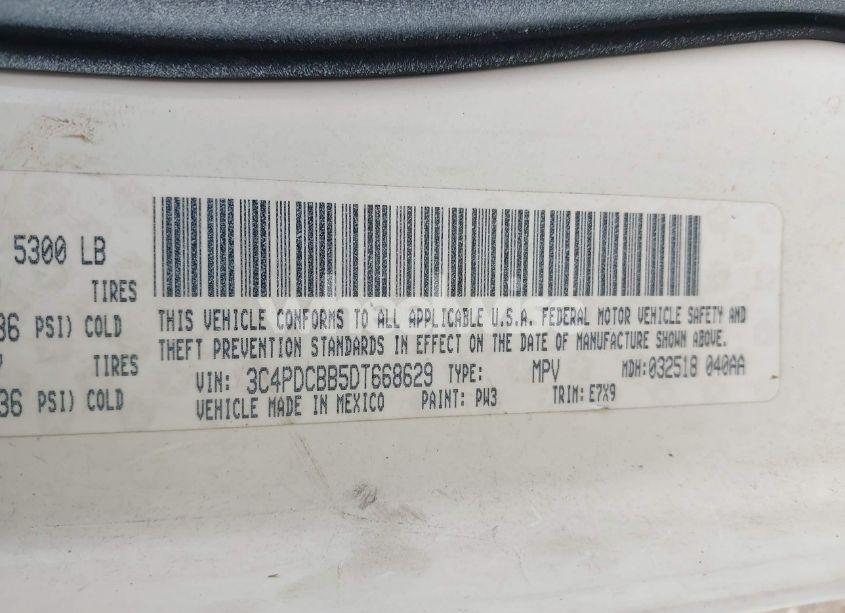 5300 LB
TIRES
36 PSI) COLD
TIRES
36 PSI) COLD
THIS VEHICLE CONFORMS TO ALL APPLICABLE U.S.A. FEDERAL MOTOR VEHICLE SAFETY AND
THEFT PREVENTION STANDARDS IN EFFECT ON THE DATE OF MANUFACTURE SHOWN ABOVE.
VIN: 3C4PDCBB5DT668629 TYPE: MPV MDH:032518 040AA
VEHICLE MADE IN MEXICO PAINT: PW3 TRIM: E7X9